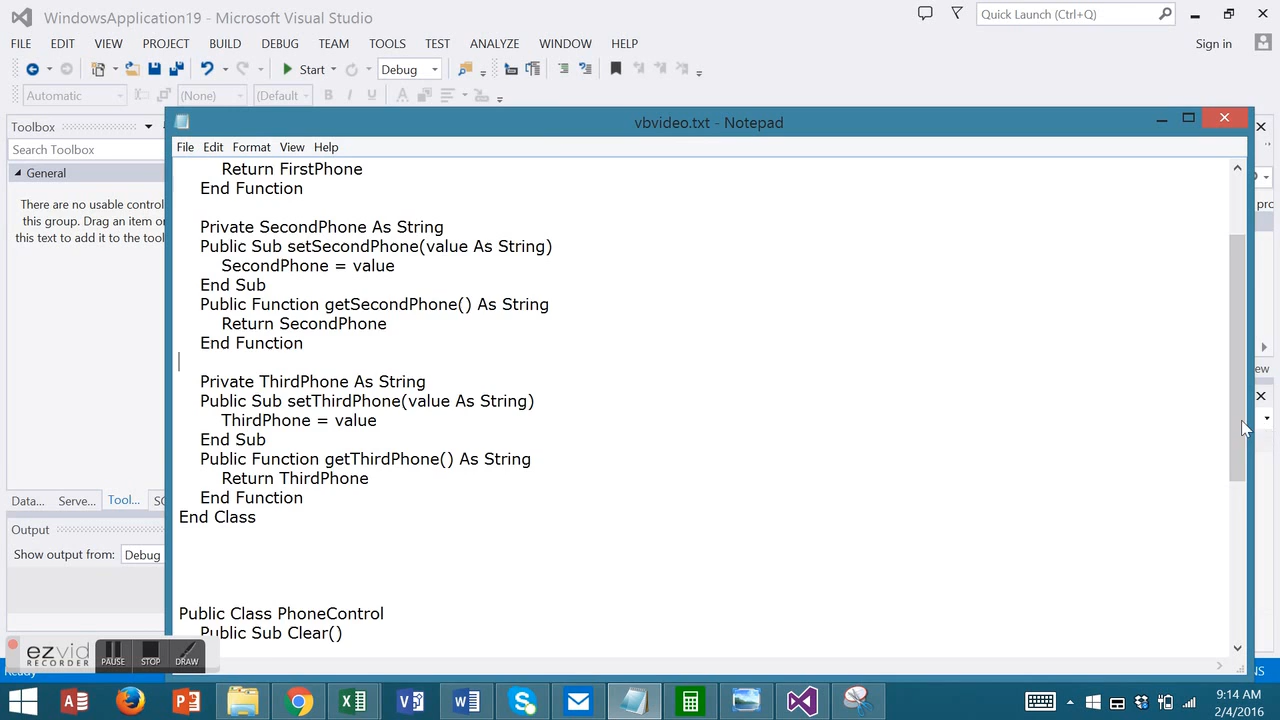 WindowsApplication19 - Microsoft Visual Studio
Quick Launch (Ctrl+Q)
FILE EDIT VIEW PROJECT BUILD DEBUG TEAM TOOLS TEST ANALYZE WINDOW HELP
Sign in
Start
Debug
Automatic
(None)
(Default
B I U A
Toolbox
Search Toolbox
General
There are no usable control
this group. Drag an item or
this text to add it to the tool
Data... Serve... Tool...
Output
Show output from: Debug
vbvideo.txt - Notepad
File Edit Format View Help
Return FirstPhone
End Function
Private SecondPhone As String
Public Sub setSecondPhone(value As String)
SecondPhone = value
End Sub
Public Function getSecondPhone() As String
Return SecondPhone
End Function
Private ThirdPhone As String
Public Sub setThirdPhone(value As String)
ThirdPhone = value
End Sub
Public Function getThirdPhone() As String
Return ThirdPhone
End Function
End Class
Public Class PhoneControl
Public Sub Clear()
ezvid
RECORDER
PAUSE STOP DRAW
Ready
9:14 AM
2/4/2016